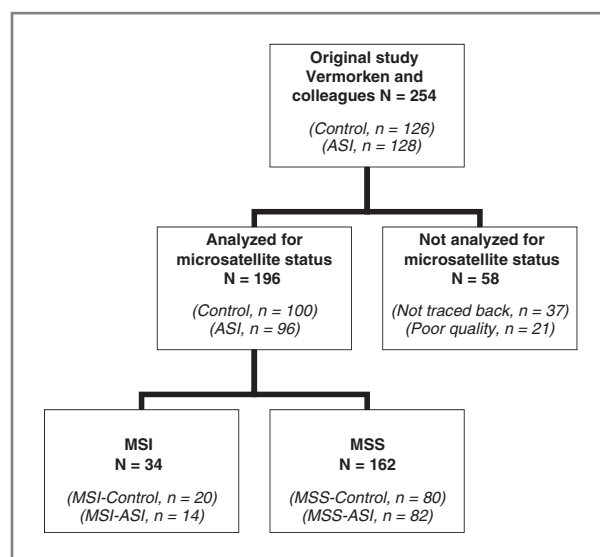 Original study
Vermorken and
colleagues N = 254
(Control, n = 126)
(ASI, n = 128)
Analyzed for
microsatellite status
N = 196
(Control, n = 100)
(ASI, n = 96)
Not analyzed for
microsatellite status
N = 58
(Not traced back, n = 37)
(Poor quality, n = 21)
MSI
N = 34
(MSI-Control, n = 20)
(MSI-ASI, n = 14)
MSS
N = 162
(MSS-Control, n = 80)
(MSS-ASI, n = 82)